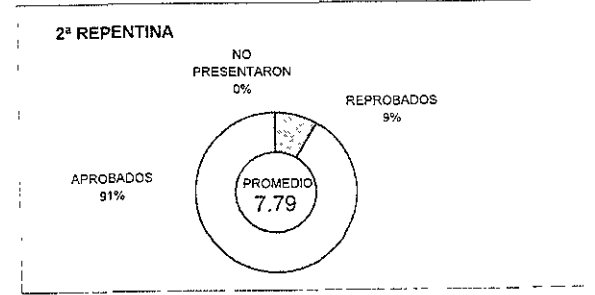 2ª REPENTINA
NO
PRESENTARON
0%
REPROBADOS
9%
APROBADOS
91%
PROMEDIO
7.79